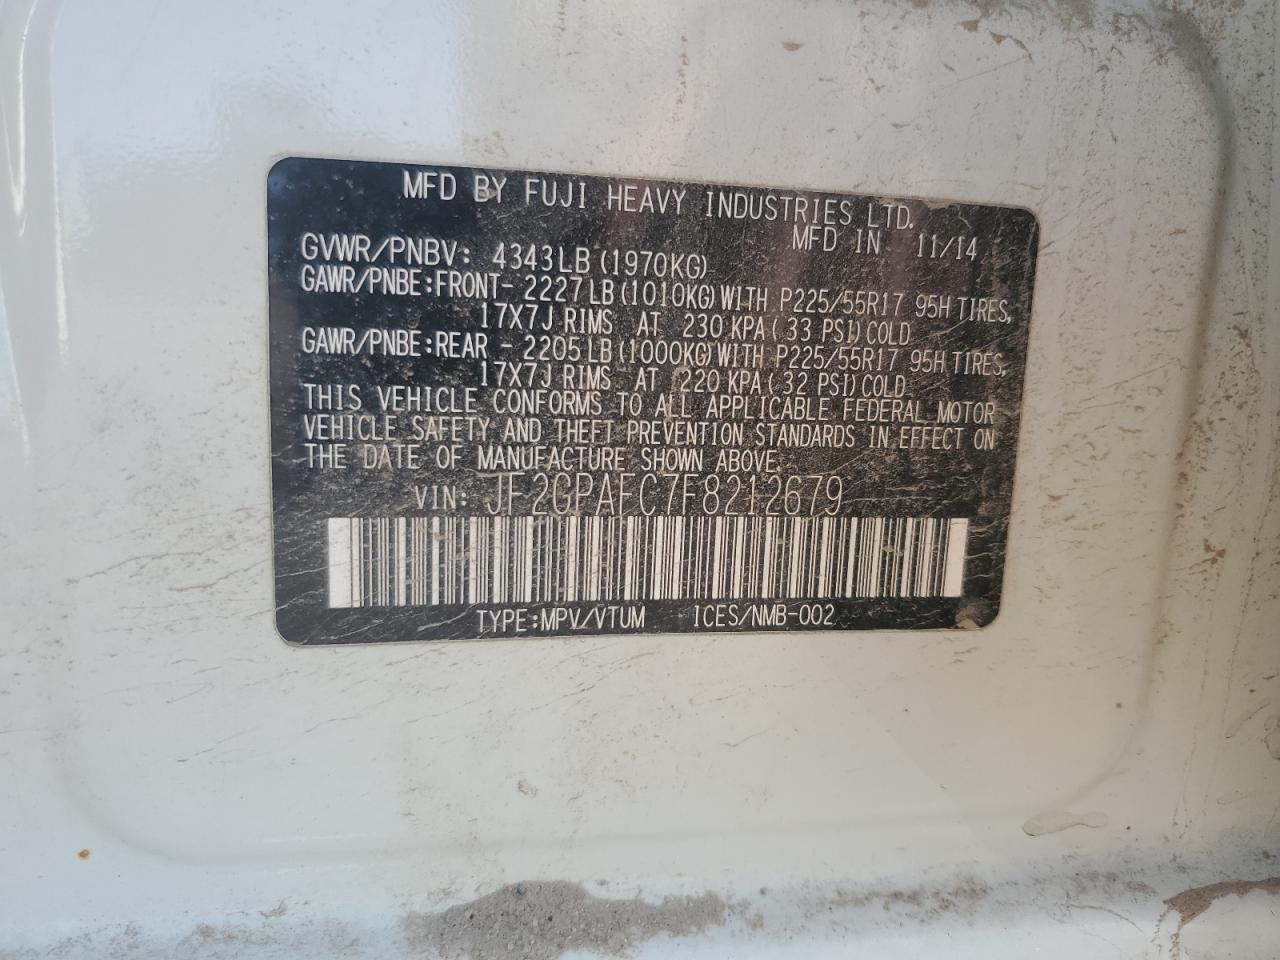 MFD BY FUJI HEAVY INDUSTRIES LTD.
MFD IN 11/14
GVWR/PNBV: 4343LB(1970KG)
GAWR/PNBE:FRONT- 2227LB(1010KG)WITH P225/55R17 95H TIRES,
17X7J RIMS AT 230 KPA(33 PSI)COLD
GAWR/PNBE:REAR - 2205LB(1000KG)WITH P225/55R17 95H TIRES,
17X7J RIMS AT 220 KPA(32 PSI)COLD
THIS VEHICLE CONFORMS TO ALL APPLICABLE FEDERAL MOTOR
VEHICLE SAFETY AND THEFT PREVENTION STANDARDS IN EFFECT ON
THE DATE OF MANUFACTURE SHOWN ABOVE.
VIN: JF2GPAFC7F8212679
TYPE:MPV/VTUM ICES/NMB-002